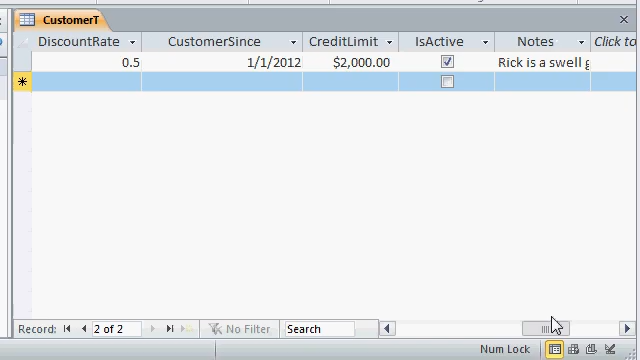 CustomerT
DiscountRate CustomerSince CreditLimit IsActive Notes Click to
0.5 1/1/2012 $2,000.00 Rick is a swell
Record: 2 of 2 No Filter Search
Num Lock